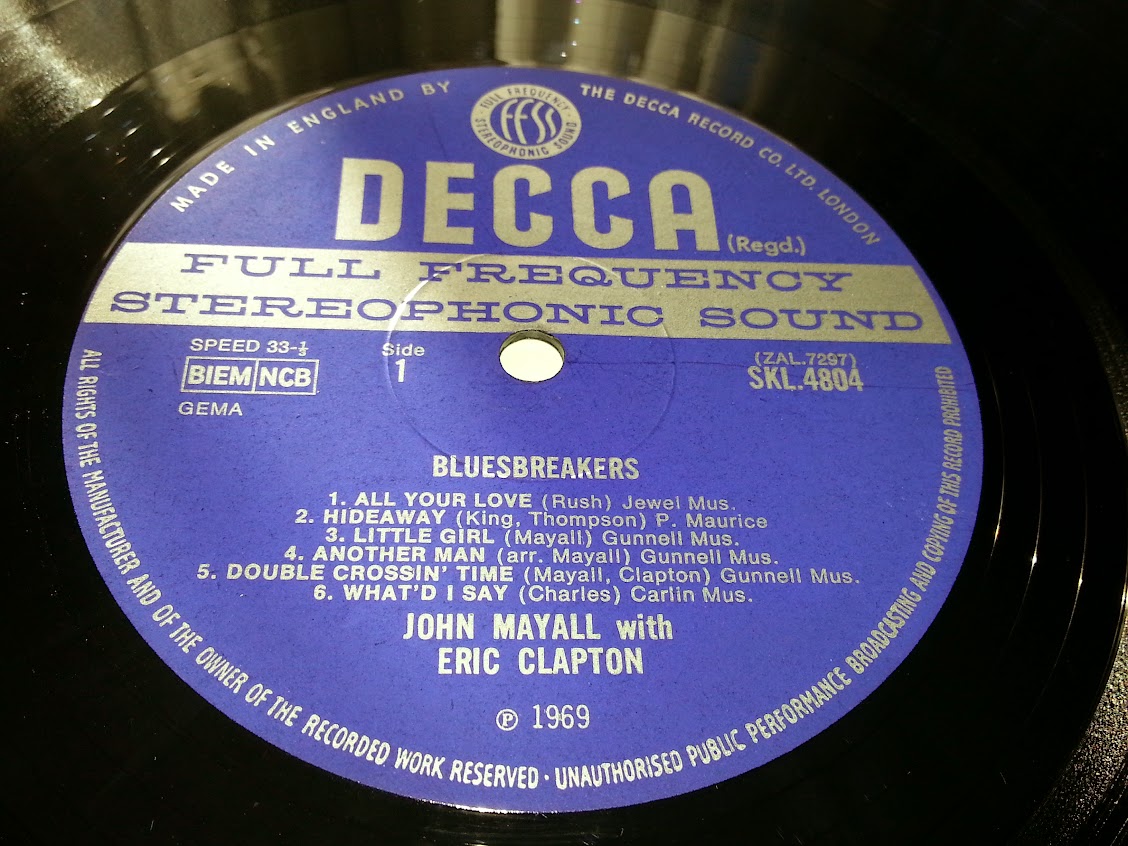 MADE IN ENGLAND BY
THE DECCA RECORD CO. LTD. LONDON
FULL FREQUENCY
FFSS
STEREOPHONIC SOUND
DECCA (Regd.)
FULL FREQUENCY
STEREOPHONIC SOUND
SPEED 33-⅓
BIEM NCB
GEMA
Side
1
(ZAL.7297)
SKL.4804
BLUESBREAKERS
1. ALL YOUR LOVE (Rush) Jewel Mus.
2. HIDEAWAY (King, Thompson) P. Maurice
3. LITTLE GIRL (Mayall) Gunnell Mus.
4. ANOTHER MAN (arr. Mayall) Gunnell Mus.
5. DOUBLE CROSSIN' TIME (Mayall, Clapton) Gunnell Mus.
6. WHAT'D I SAY (Charles) Carlin Mus.
JOHN MAYALL with
ERIC CLAPTON
℗ 1969
ALL RIGHTS OF THE MANUFACTURER AND OF THE OWNER OF THE RECORDED WORK RESERVED · UNAUTHORISED PUBLIC PERFORMANCE BROADCASTING AND COPYING OF THIS RECORD PROHIBITED